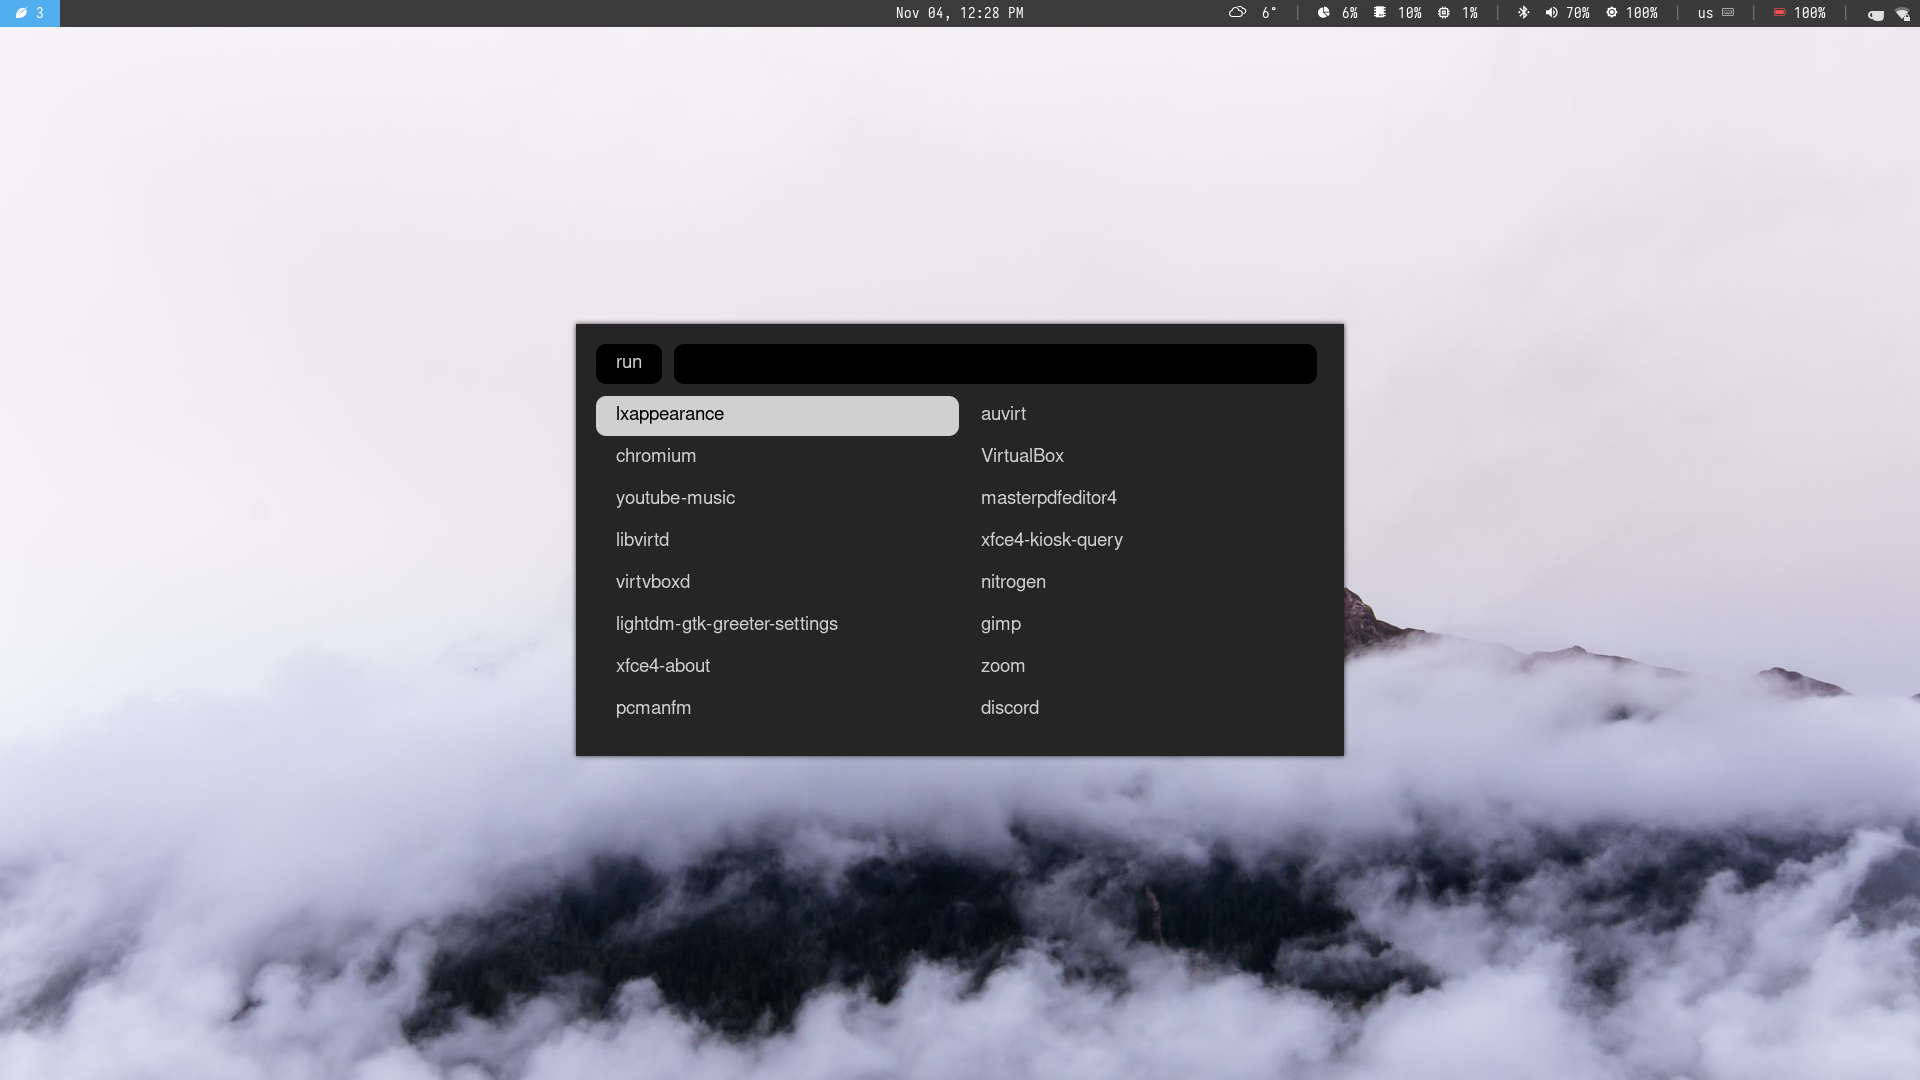 3 Nov 04, 12:28 PM 6° | 6% 10% 1% | 70% 100% | us | 100% |
run
lxappearance auvirt
chromium VirtualBox
youtube-music masterpdfeditor4
libvirtd xfce4-kiosk-query
virtvboxd nitrogen
lightdm-gtk-greeter-settings gimp
xfce4-about zoom
pcmanfm discord